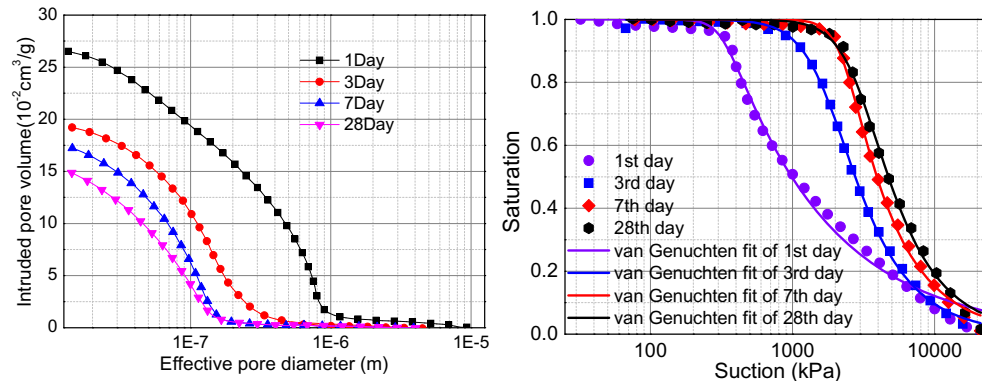 30
25
20
15
10
5
0
Intruded pore volume(10⁻²cm³/g)
1Day
3Day
7Day
28Day
1E-7
1E-6
1E-5
Effective pore diameter (m)
1.0
0.8
0.6
0.4
0.2
0.0
Saturation
1st day
3rd day
7th day
28th day
van Genuchten fit of 1st day
van Genuchten fit of 3rd day
van Genuchten fit of 7th day
van Genuchten fit of 28th day
100
1000
10000
Suction (kPa)